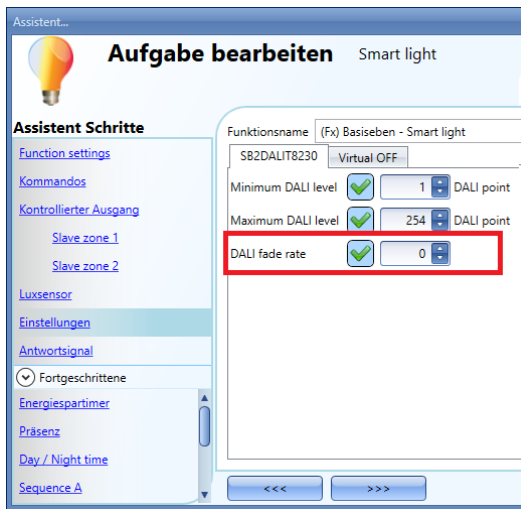 Assistent...
Aufgabe bearbeiten Smart light
Assistent Schritte
Function settings
Kommandos
Kontrollierter Ausgang
Slave zone 1
Slave zone 2
Luxsensor
Einstellungen
Antwortsignal
Fortgeschrittene
Energiespartimer
Präsenz
Day / Night time
Sequence A
Funktionsname (Fx) Basiseben - Smart light
SB2DALIT8230 Virtual OFF
Minimum DALI level 1 DALI point
Maximum DALI level 254 DALI point
DALI fade rate 0
<<< >>>